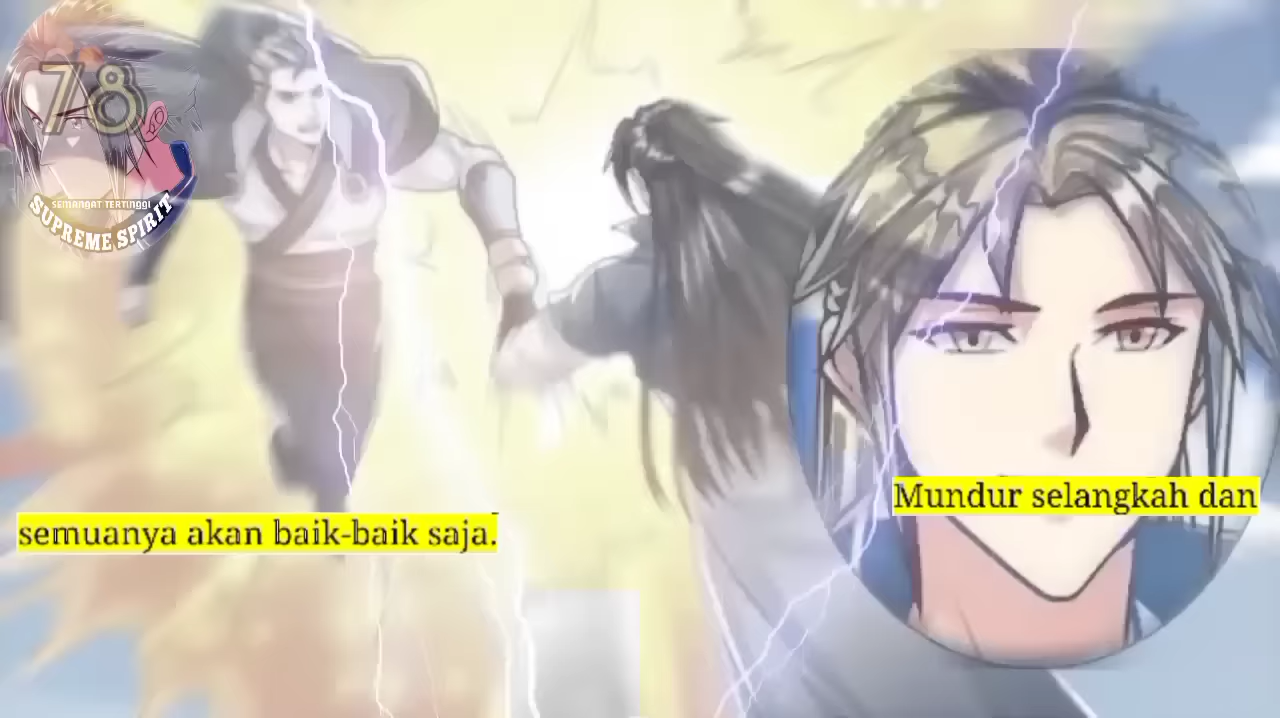 78
SEMANGAT TERTINGGI
SUPREME SPIRIT
Mundur selangkah dan
semuanya akan baik-baik saja.